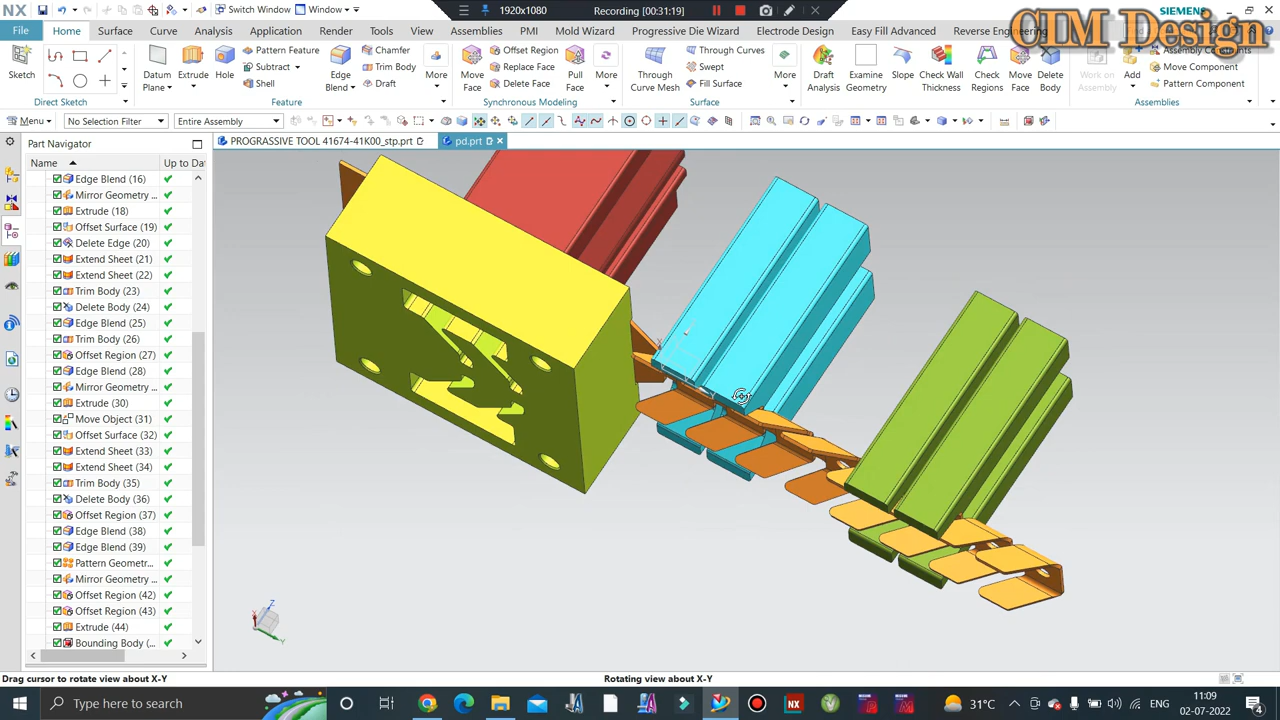 NX
Switch Window
Window
1920x1080
Recording [00:31:19]
SIEMENS
CIM Design
File
Home
Surface
Curve
Analysis
Application
Render
Tools
View
Assemblies
PMI
Mold Wizard
Progressive Die Wizard
Electrode Design
Easy Fill Advanced
Reverse Engineering
Sketch
Direct Sketch
Datum Plane
Extrude
Hole
Pattern Feature
Subtract
Shell
Edge Blend
Chamfer
Trim Body
Draft
More
Feature
Move Face
Offset Region
Replace Face
Delete Face
Pull Face
More
Synchronous Modeling
Through Curve Mesh
Through Curves
Swept
Fill Surface
More
Surface
Draft Analysis
Examine Geometry
Slope
Check Wall Thickness
Check Regions
Move Face
Delete Body
Work on Assembly
Add
Assembly Constraints
Move Component
Pattern Component
Assemblies
Menu
No Selection Filter
Entire Assembly
Part Navigator
PROGRASSIVE TOOL 41674-41K00_stp.prt
pd.prt
Name
Up to Da
Edge Blend (16)
Mirror Geometry ...
Extrude (18)
Offset Surface (19)
Delete Edge (20)
Extend Sheet (21)
Extend Sheet (22)
Trim Body (23)
Delete Body (24)
Edge Blend (25)
Trim Body (26)
Offset Region (27)
Edge Blend (28)
Mirror Geometry ...
Extrude (30)
Move Object (31)
Offset Surface (32)
Extend Sheet (33)
Extend Sheet (34)
Trim Body (35)
Delete Body (36)
Offset Region (37)
Edge Blend (38)
Edge Blend (39)
Pattern Geometr...
Mirror Geometry ...
Offset Region (42)
Offset Region (43)
Extrude (44)
Bounding Body (...
X
Z
Y
Drag cursor to rotate view about X-Y
Rotating view about X-Y
Type here to search
31°C
ENG
11:09
02-07-2022